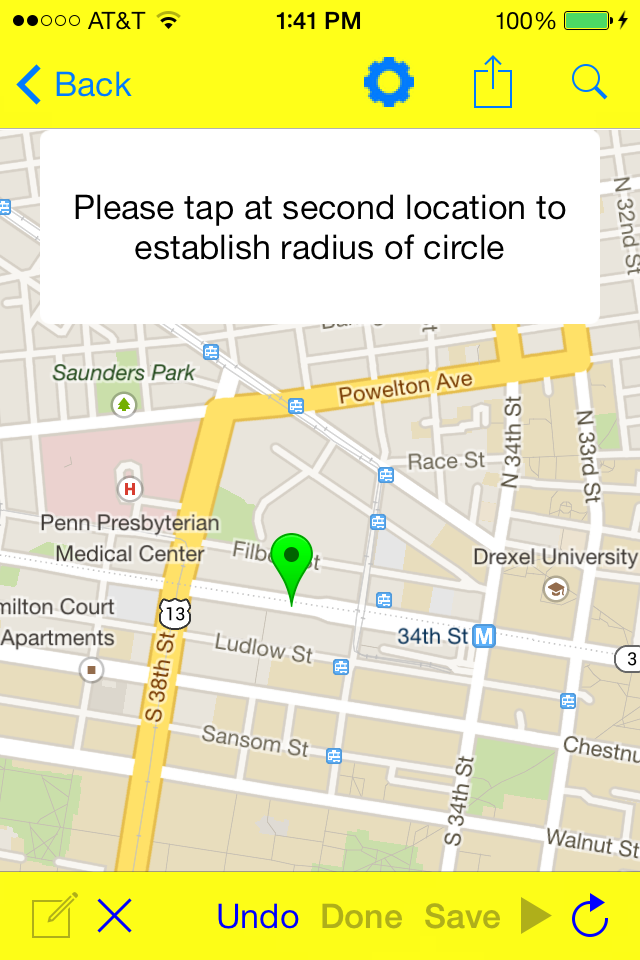 AT&T 1:41 PM 100%
Back
Please tap at second location to
establish radius of circle
N 32nd St
Saunders Park
Powelton Ave
N 34th St
N 33rd St
Race St
H
Penn Presbyterian
Medical Center
Filbert St
Drexel University
milton Court
Apartments
13
34th St M
3
Ludlow St
S 38th St
Sansom St
Chestnu
S 34th St
Walnut St
Undo Done Save